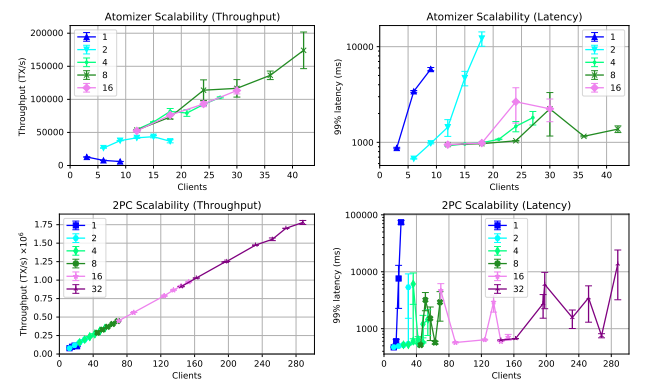 Atomizer Scalability (Throughput)
200000
150000
100000
50000
0
Throughput (TX/s)
0 5 10 15 20 25 30 35 40
Clients
1
2
4
8
16
Atomizer Scalability (Latency)
10000
1000
99% latency (ms)
0 5 10 15 20 25 30 35 40
Clients
1
2
4
8
16
2PC Scalability (Throughput)
1.75
1.50
1.25
1.00
0.75
0.50
0.25
0.00
Throughput (TX/s) ×10⁶
0 40 80 120 160 200 240 280
Clients
1
2
4
8
16
32
2PC Scalability (Latency)
100000
10000
1000
99% latency (ms)
0 40 80 120 160 200 240 280
Clients
1
2
4
8
16
32